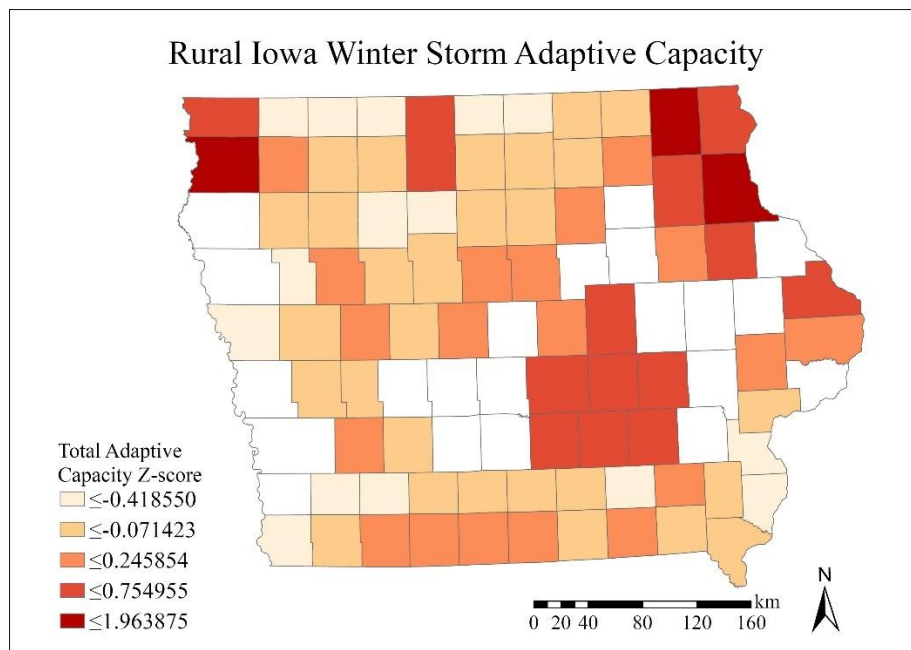 Rural Iowa Winter Storm Adaptive Capacity
Total Adaptive
Capacity Z-score
≤-0.418550
≤-0.071423
≤0.245854
≤0.754955
≤1.963875
N
km
0 20 40 80 120 160